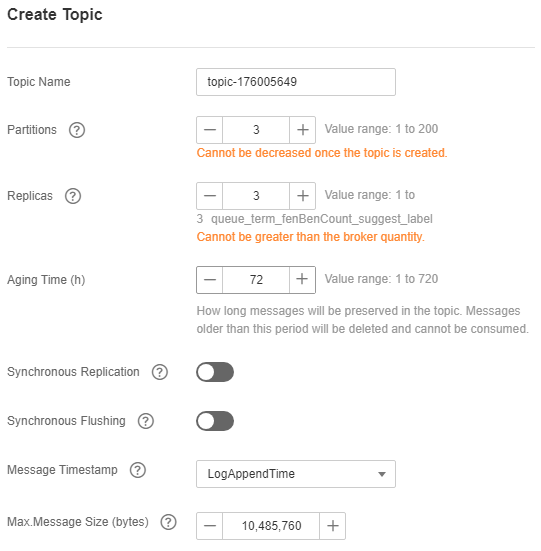 Create Topic
Topic Name topic-176005649
Partitions ? — 3 + Value range: 1 to 200
Cannot be decreased once the topic is created.
Replicas ? — 3 + Value range: 1 to
3 queue_term_fenBenCount_suggest_label
Cannot be greater than the broker quantity.
Aging Time (h) — 72 + Value range: 1 to 720
How long messages will be preserved in the topic. Messages
older than this period will be deleted and cannot be consumed.
Synchronous Replication ?
Synchronous Flushing ?
Message Timestamp ? LogAppendTime
Max.Message Size (bytes) ? — 10,485,760 +